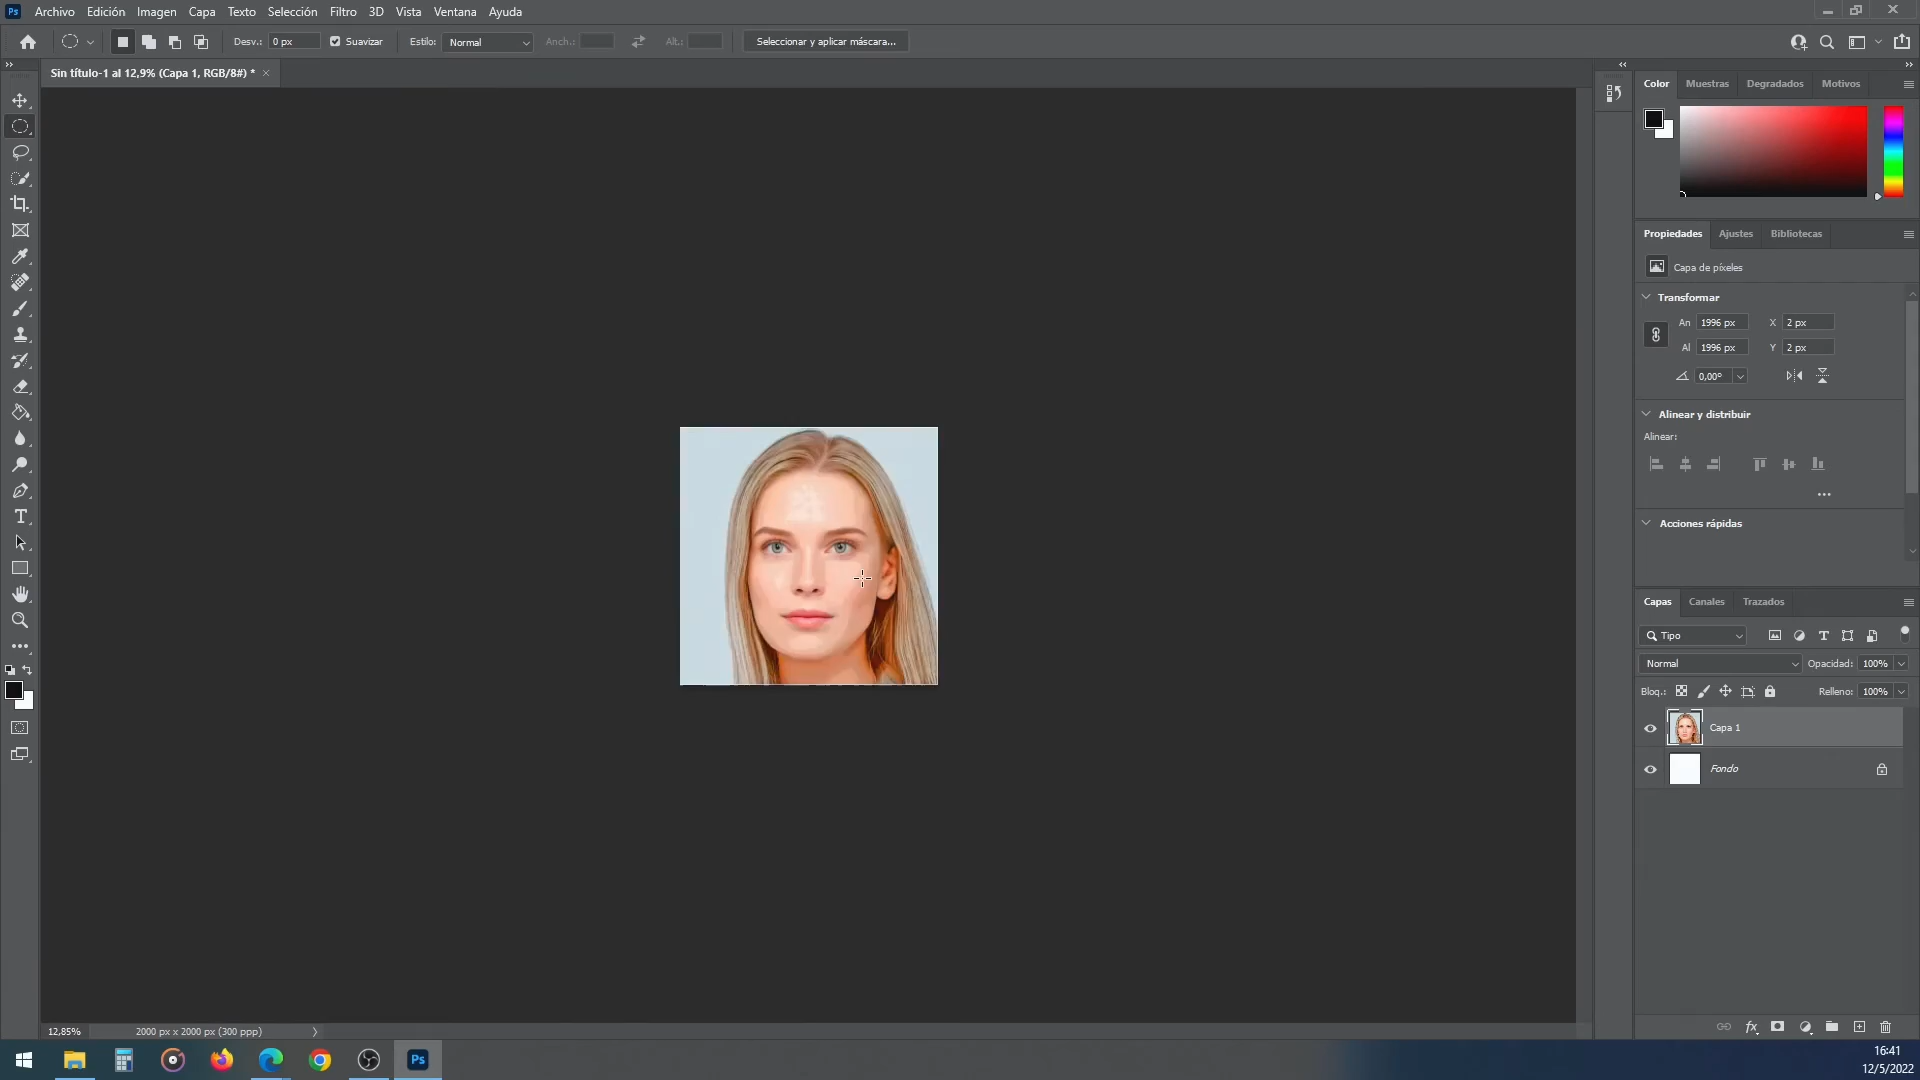 Ps Archivo Edición Imagen Capa Texto Selección Filtro 3D Vista Ventana Ayuda
Desv.: 0 px Suavizar Estilo: Normal Anch.: Alt.: Seleccionar y aplicar máscara...
Sin título-1 al 12,9% (Capa 1, RGB/8#) * ×
Color Muestras Degradados Motivos
Propiedades Ajustes Bibliotecas
Capa de píxeles
Transformar
An 1996 px X 2 px
Al 1996 px Y 2 px
0,00°
Alinear y distribuir
Alinear:
Acciones rápidas
Capas Canales Trazados
Tipo
Normal Opacidad: 100%
Bloq.: Relleno: 100%
Capa 1
Fondo
fx
12,85% 2000 px x 2000 px (300 ppp)
Ps
16:41
12/5/2022